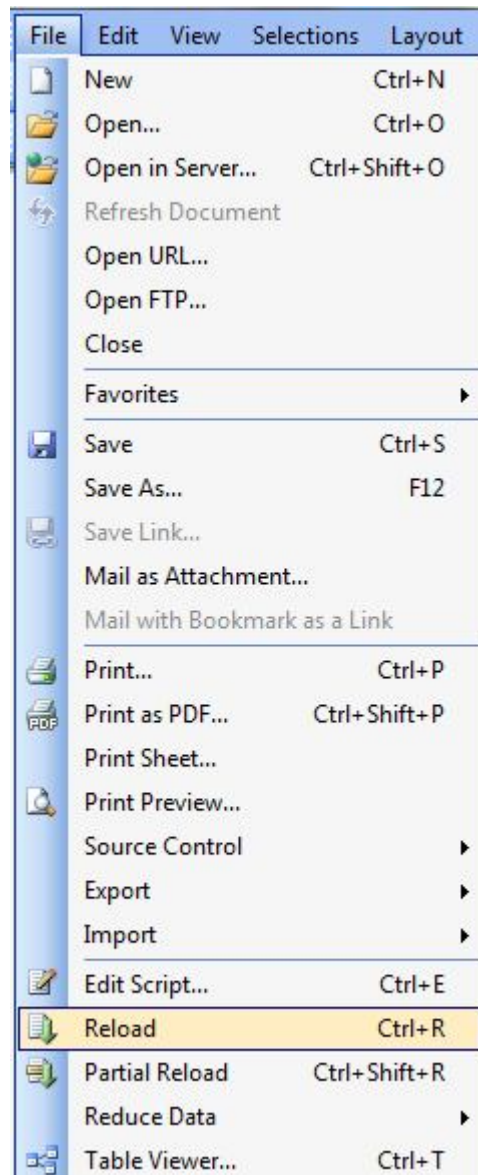 File Edit View Selections Layout
New Ctrl+N
Open... Ctrl+O
Open in Server... Ctrl+Shift+O
Refresh Document
Open URL...
Open FTP...
Close
Favorites
Save Ctrl+S
Save As... F12
Save Link...
Mail as Attachment...
Mail with Bookmark as a Link
Print... Ctrl+P
PDF Print as PDF... Ctrl+Shift+P
Print Sheet...
Print Preview...
Source Control
Export
Import
Edit Script... Ctrl+E
Reload Ctrl+R
Partial Reload Ctrl+Shift+R
Reduce Data
Table Viewer... Ctrl+T